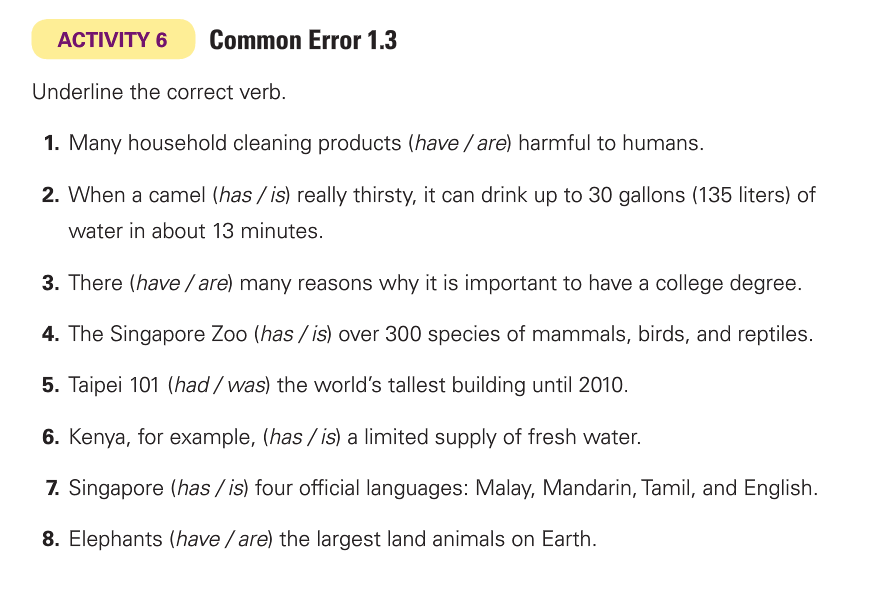 ACTIVITY 6 Common Error 1.3
Underline the correct verb.
1. Many household cleaning products (have / are) harmful to humans.
2. When a camel (has / is) really thirsty, it can drink up to 30 gallons (135 liters) of
water in about 13 minutes.
3. There (have / are) many reasons why it is important to have a college degree.
4. The Singapore Zoo (has / is) over 300 species of mammals, birds, and reptiles.
5. Taipei 101 (had / was) the world’s tallest building until 2010.
6. Kenya, for example, (has / is) a limited supply of fresh water.
7. Singapore (has / is) four official languages: Malay, Mandarin, Tamil, and English.
8. Elephants (have / are) the largest land animals on Earth.